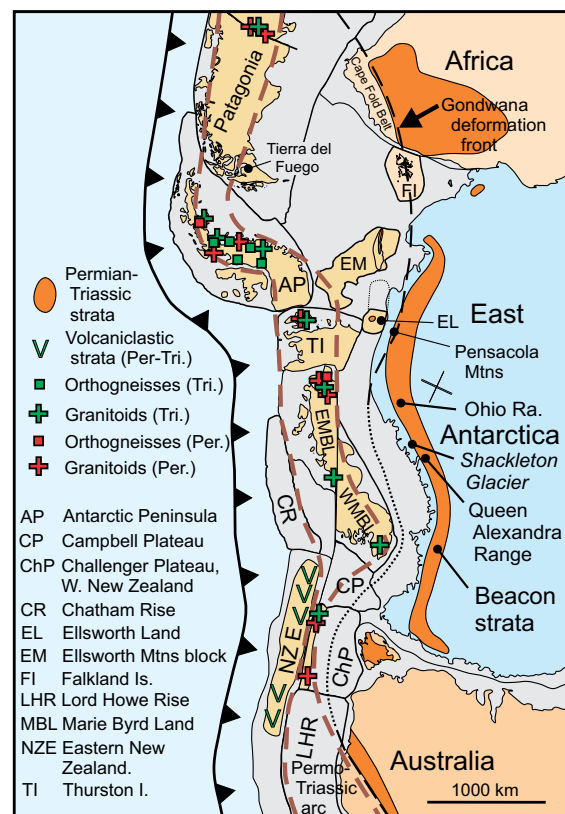 Africa
Cape Fold Belt
Gondwana
deformation
front
Patagonia
Tierra del
Fuego
FI
EM
AP
EL
East
Pensacola
Mtns
TI
Ohio Ra.
Antarctica
Shackleton
Glacier
Queen
Alexandra
Range
EMBL
WMBL
CR
CP
Beacon
strata
NZ E
ChP
LHR
Permo-
Triassic
arc
Australia
1000 km
Permian-
Triassic
strata
Volcaniclastic
strata (Per-Tri.)
Orthogneisses (Tri.)
Granitoids (Tri.)
Orthogneisses (Per.)
Granitoids (Per.)
AP Antarctic Peninsula
CP Campbell Plateau
ChP Challenger Plateau,
W. New Zealand
CR Chatham Rise
EL Ellsworth Land
EM Ellsworth Mtns block
FI Falkland Is.
LHR Lord Howe Rise
MBL Marie Byrd Land
NZE Eastern New
Zealand.
TI Thurston I.